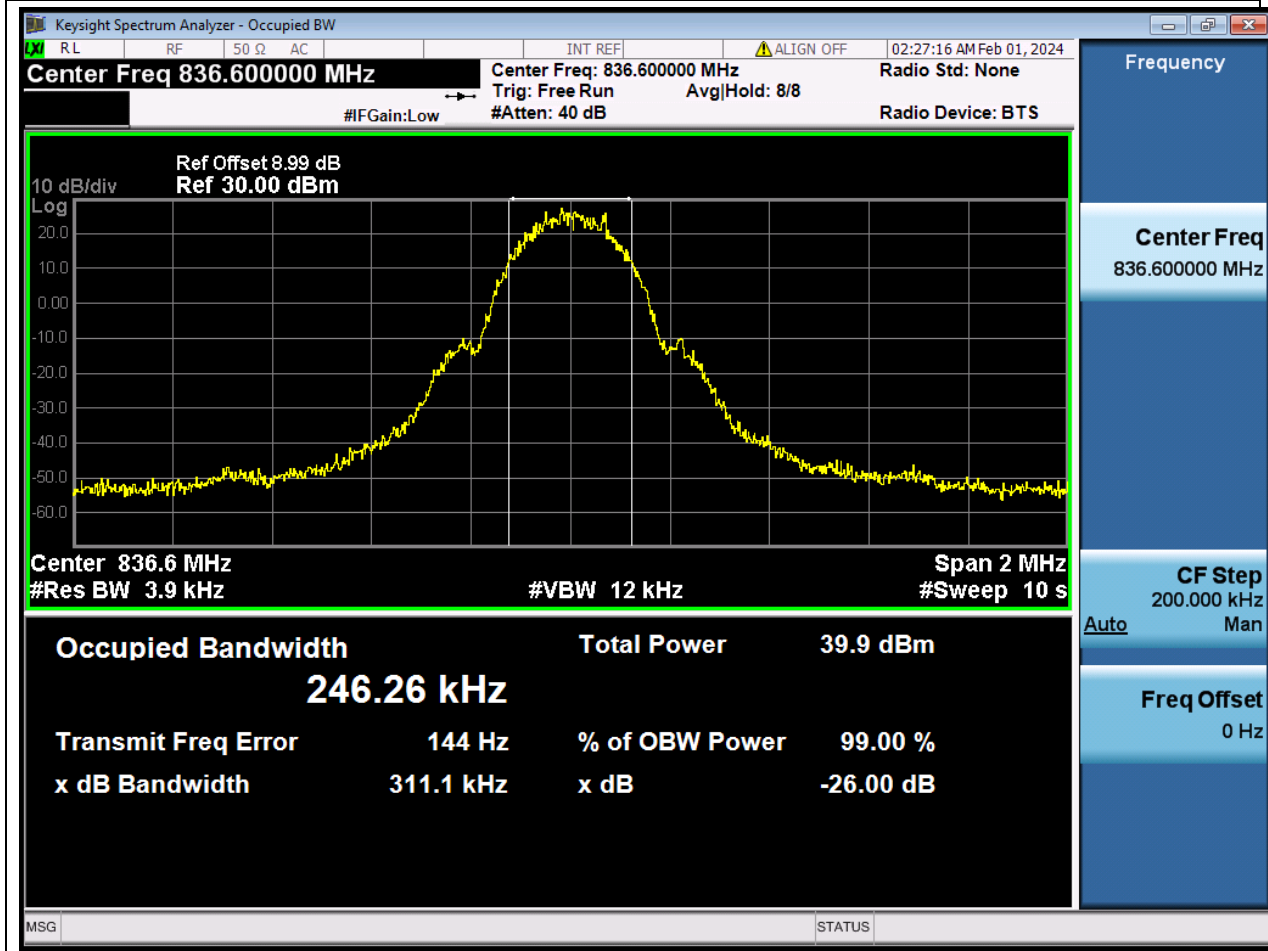 Keysight Spectrum Analyzer - Occupied BW
LXI RL RF 50 Ω AC INT REF ALIGN OFF 02:27:16 AM Feb 01, 2024
Center Freq 836.600000 MHz
Center Freq: 836.600000 MHz Radio Std: None
Trig: Free Run Avg|Hold: 8/8
#IFGain:Low #Atten: 40 dB Radio Device: BTS
Ref Offset 8.99 dB
10 dB/div Ref 30.00 dBm
Log
20.0
10.0
0.00
-10.0
-20.0
-30.0
-40.0
-50.0
-60.0
Center 836.6 MHz Span 2 MHz
#Res BW 3.9 kHz #VBW 12 kHz #Sweep 10 s
Occupied Bandwidth Total Power 39.9 dBm
246.26 kHz
Transmit Freq Error 144 Hz % of OBW Power 99.00 %
x dB Bandwidth 311.1 kHz x dB -26.00 dB
MSG STATUS
Frequency
Center Freq
836.600000 MHz
CF Step
200.000 kHz
Auto Man
Freq Offset
0 Hz